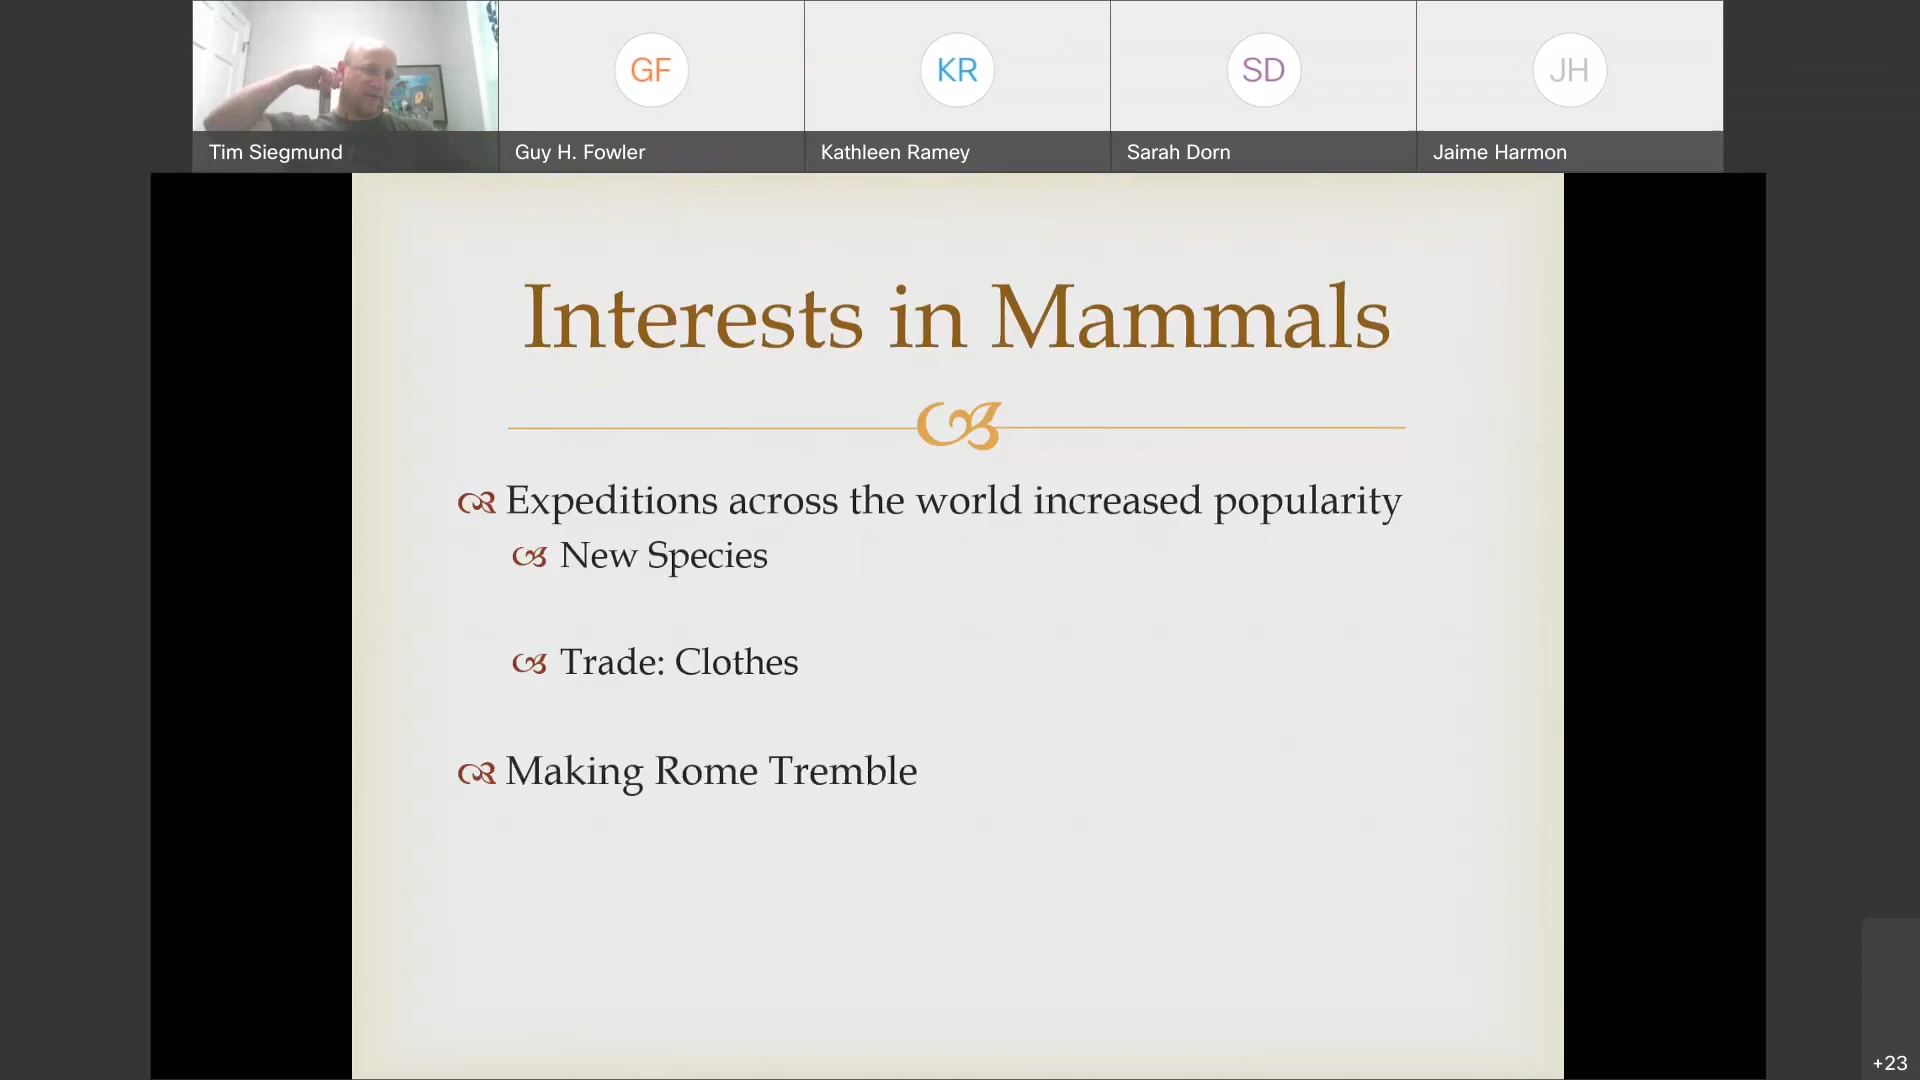 GF
KR
SD
JH
Tim Siegmund
Guy H. Fowler
Kathleen Ramey
Sarah Dorn
Jaime Harmon
Interests in Mammals
Expeditions across the world increased popularity
New Species
Trade: Clothes
Making Rome Tremble
+23